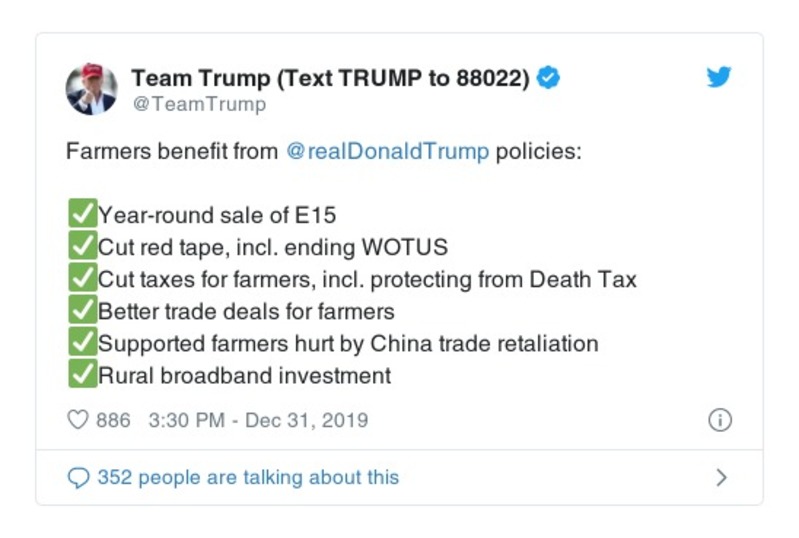 Team Trump (Text TRUMP to 88022)
@TeamTrump
Farmers benefit from @realDonaldTrump policies:
✅Year-round sale of E15
✅Cut red tape, incl. ending WOTUS
✅Cut taxes for farmers, incl. protecting from Death Tax
✅Better trade deals for farmers
✅Supported farmers hurt by China trade retaliation
✅Rural broadband investment
886 3:30 PM - Dec 31, 2019
352 people are talking about this